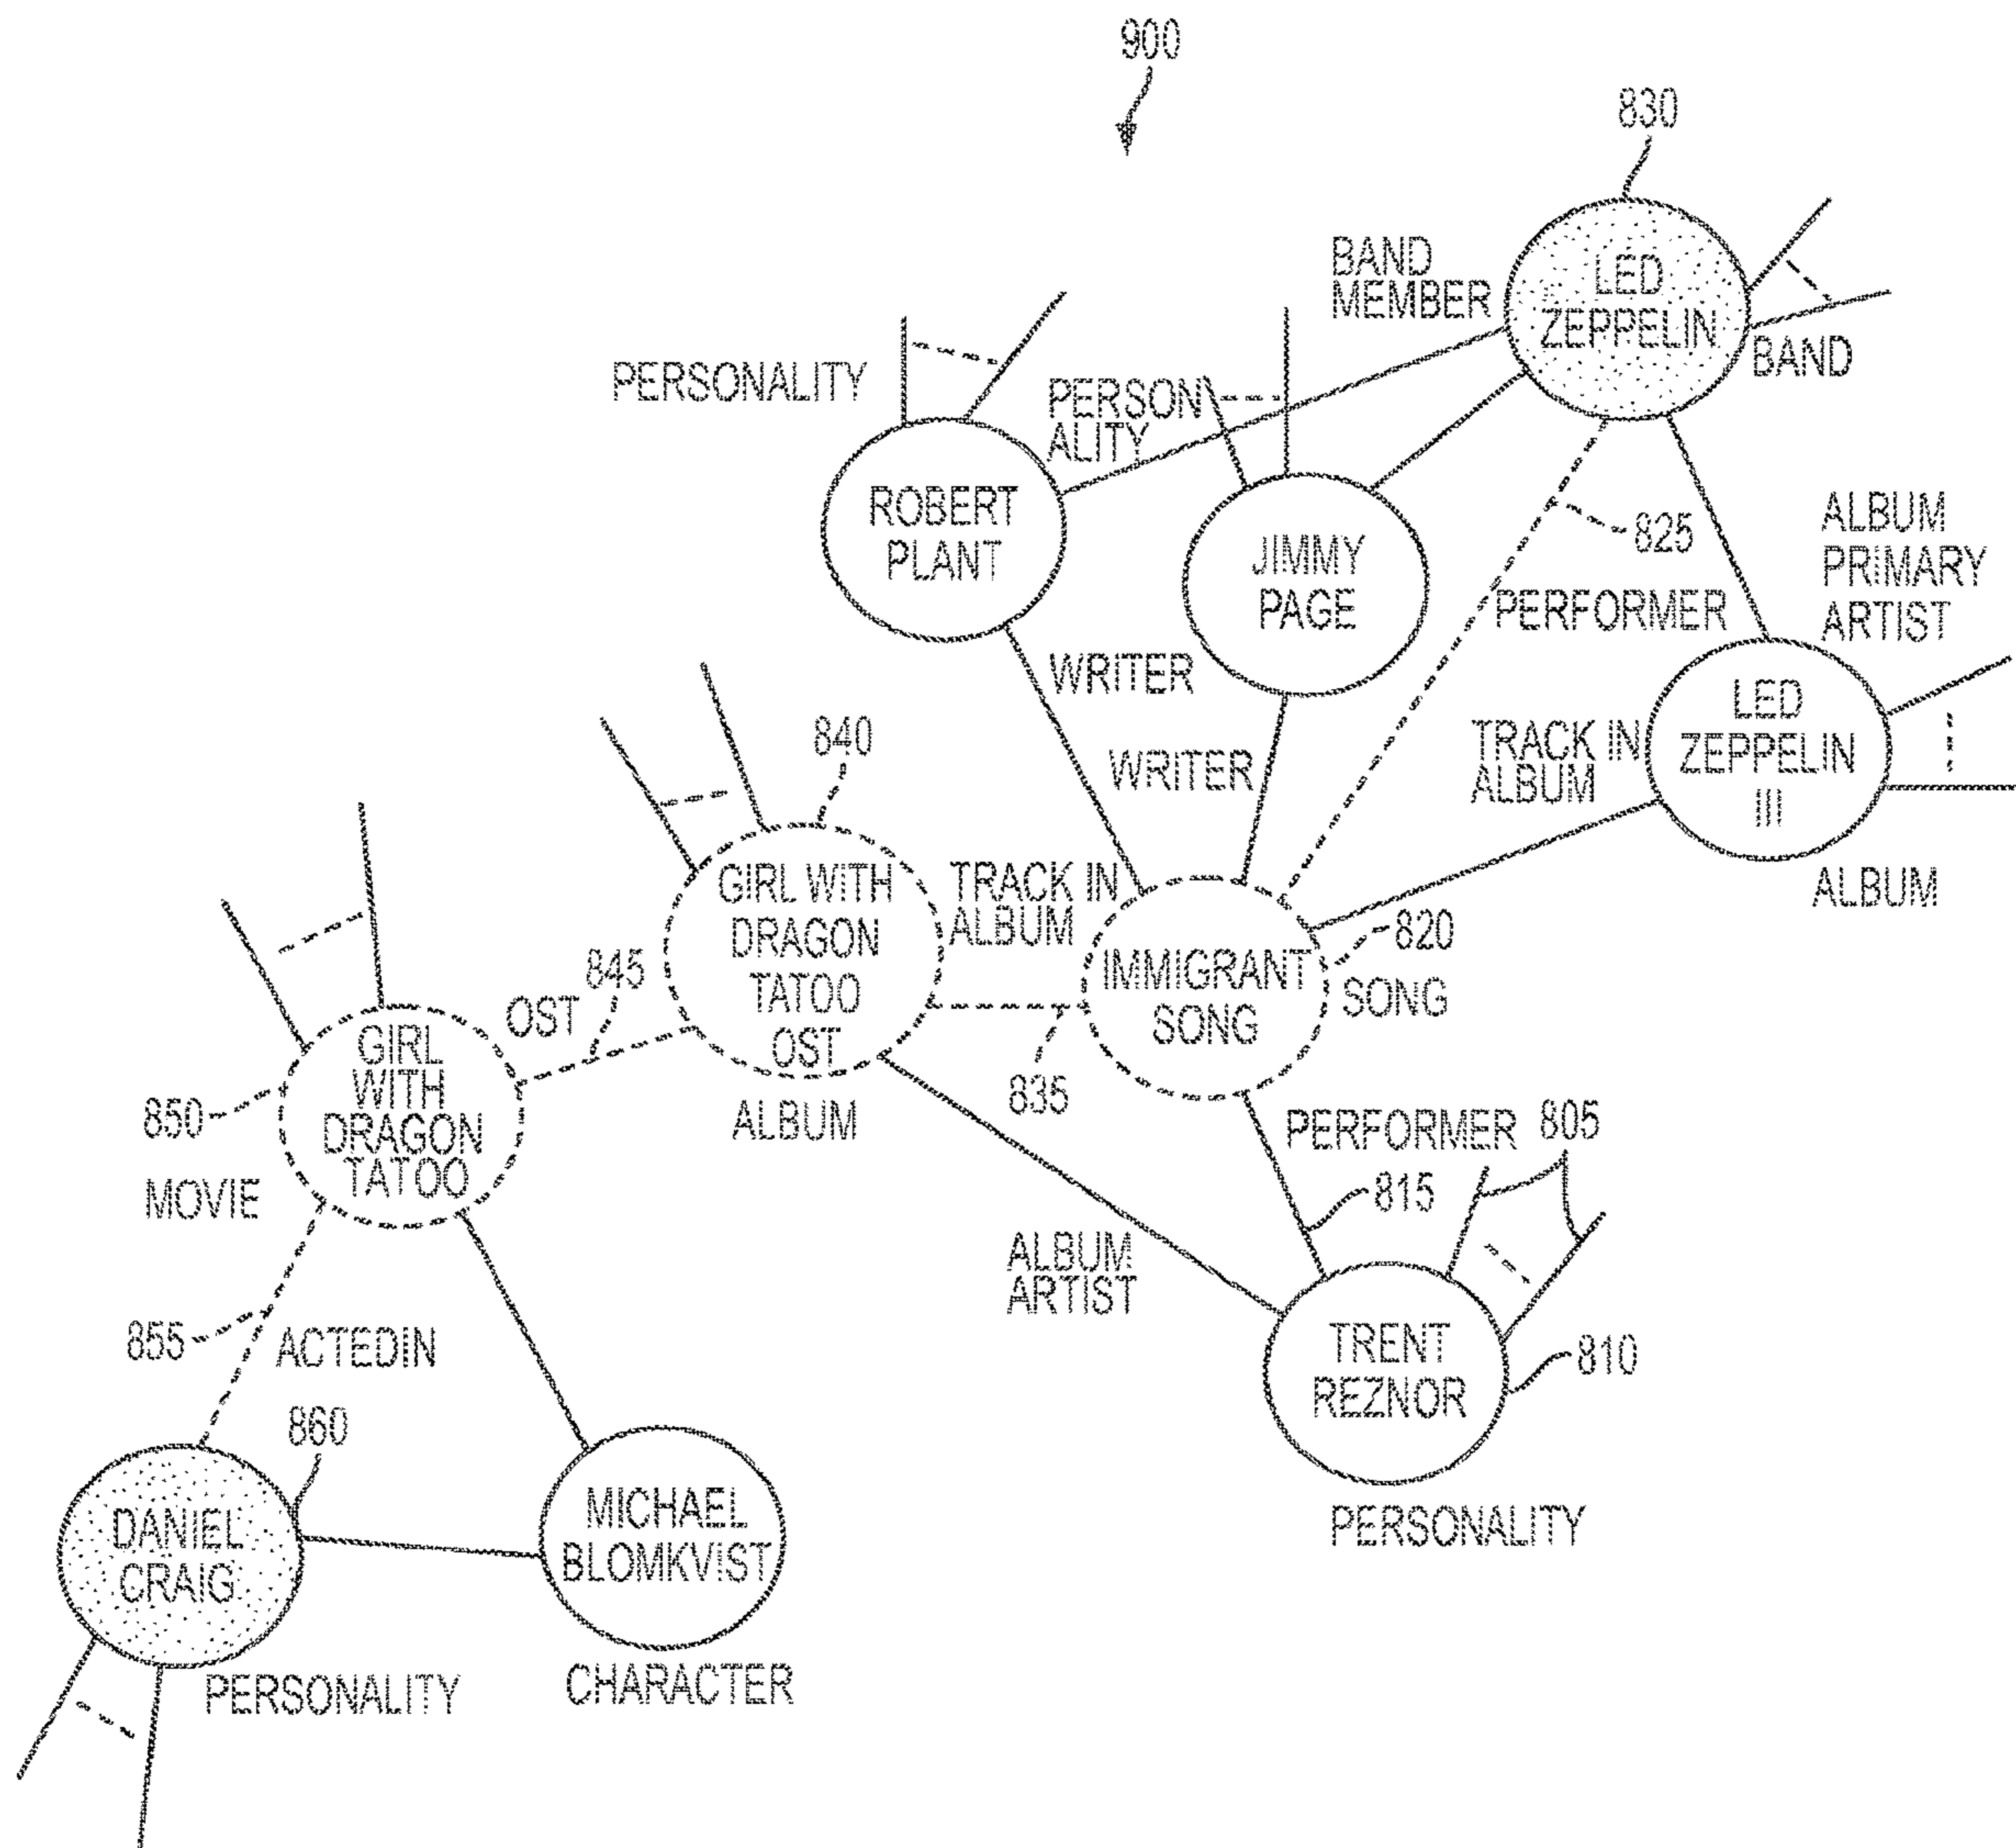 900
830
BAND
MEMBER
LED
ZEPPELIN
BAND
PERSONALITY
PERSON
ALITY
ROBERT
PLANT
JIMMY
PAGE
825
ALBUM
PRIMARY
ARTIST
PERFORMER
WRITER
WRITER
TRACK IN
ALBUM
LED
ZEPPELIN
III
ALBUM
840
GIRL WITH
DRAGON
TATOO
OST
TRACK IN
ALBUM
820
IMMIGRANT
SONG
SONG
845
OST
835
ALBUM
GIRL
WITH
DRAGON
TATOO
850
MOVIE
PERFORMER
805
815
ALBUM
ARTIST
TRENT
REZNOR
810
PERSONALITY
855
ACTEDIN
860
DANIEL
CRAIG
MICHAEL
BLOMKVIST
PERSONALITY
CHARACTER